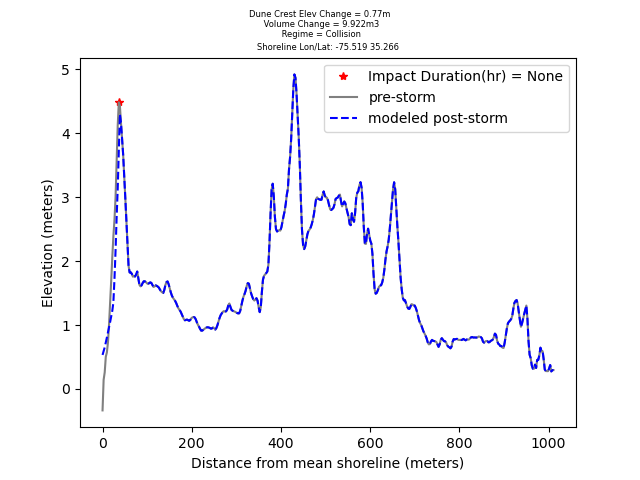 Dune Crest Elev Change = 0.77m
Volume Change = 9.922m3
Regime = Collision
Shoreline Lon/Lat: -75.519 35.266
Impact Duration(hr) = None
pre-storm
modeled post-storm
Elevation (meters)
5
4
3
2
1
0
0 200 400 600 800 1000
Distance from mean shoreline (meters)